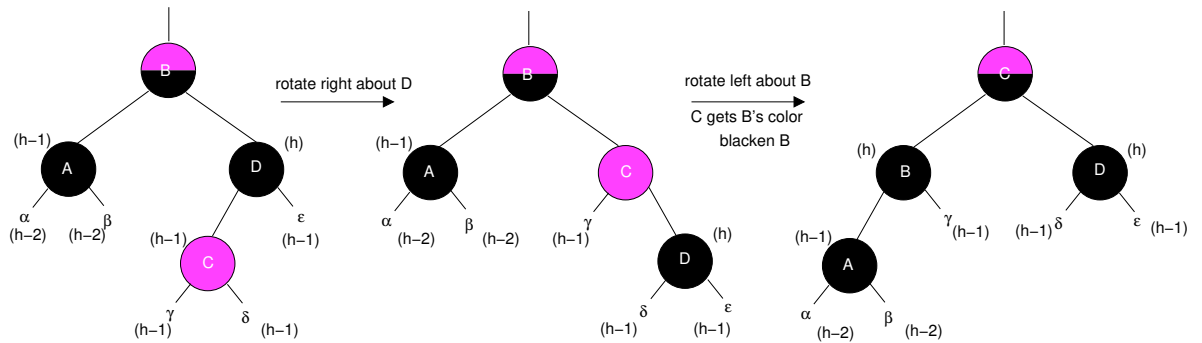 B
(h−1)
A
α
(h−2)
β
(h−2)
(h)
D
ε
(h−1)
(h−1)
C
γ
(h−1)
δ
(h−1)
rotate right about D
B
(h−1)
A
α
(h−2)
β
(h−2)
C
γ
(h−1)
(h)
D
δ
(h−1)
ε
(h−1)
rotate left about B
C gets B's color
blacken B
C
(h)
B
γ
(h−1)
(h−1)
A
α
(h−2)
β
(h−2)
(h)
D
(h−1)
δ
ε
(h−1)